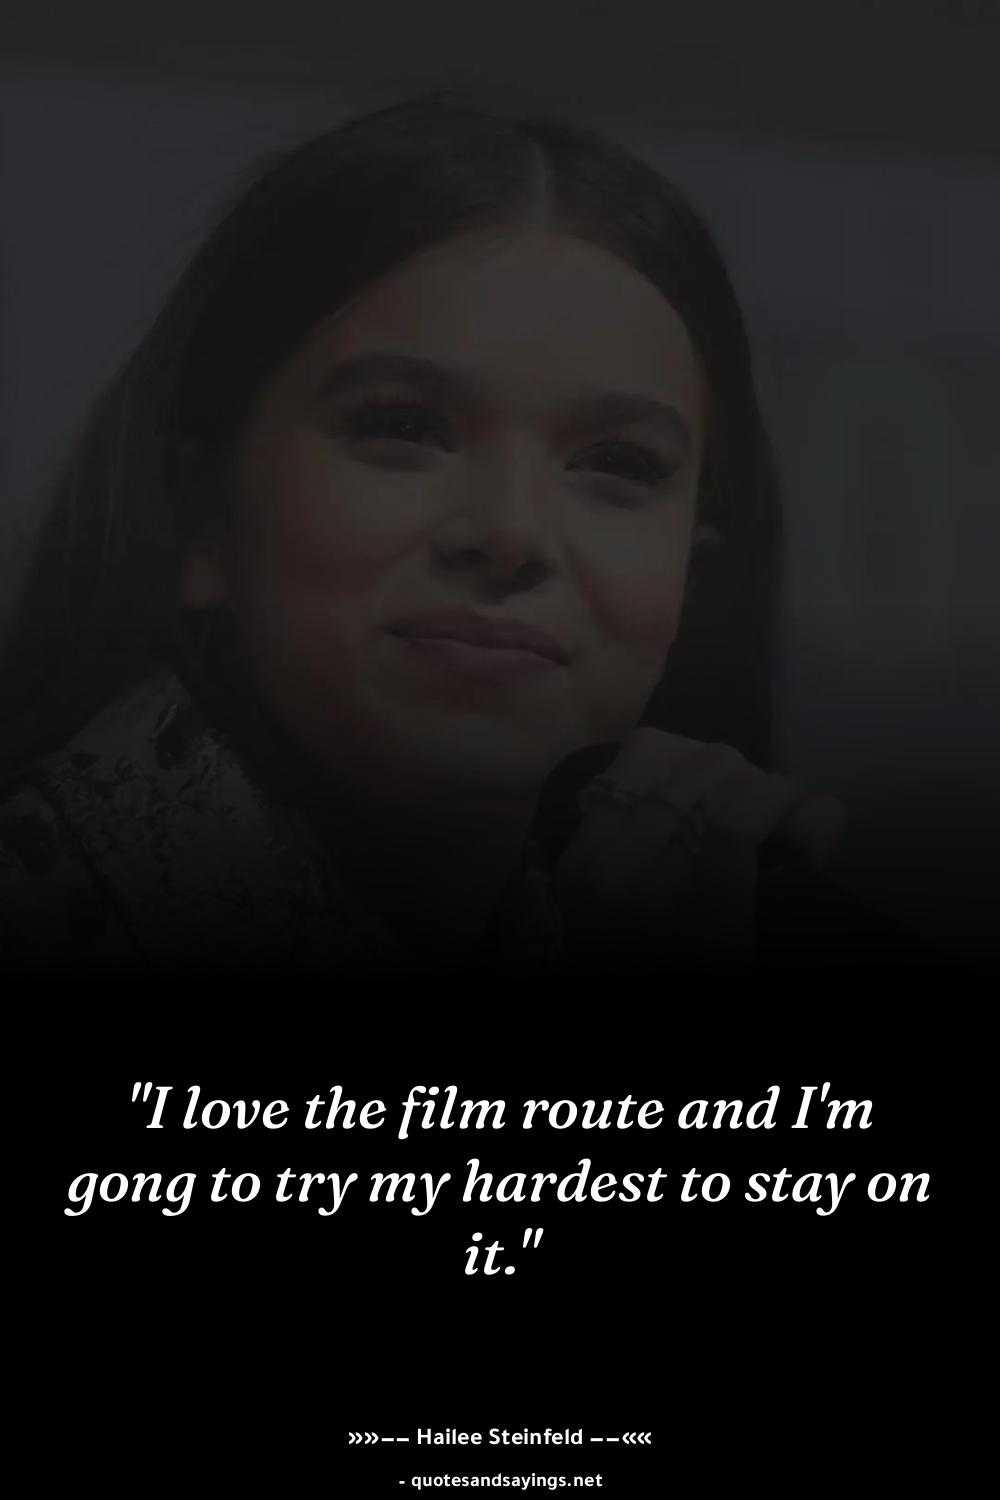 "I love the film route and I'm
gong to try my hardest to stay on
it."
»»−− Hailee Steinfeld −−««
- quotesandsayings.net